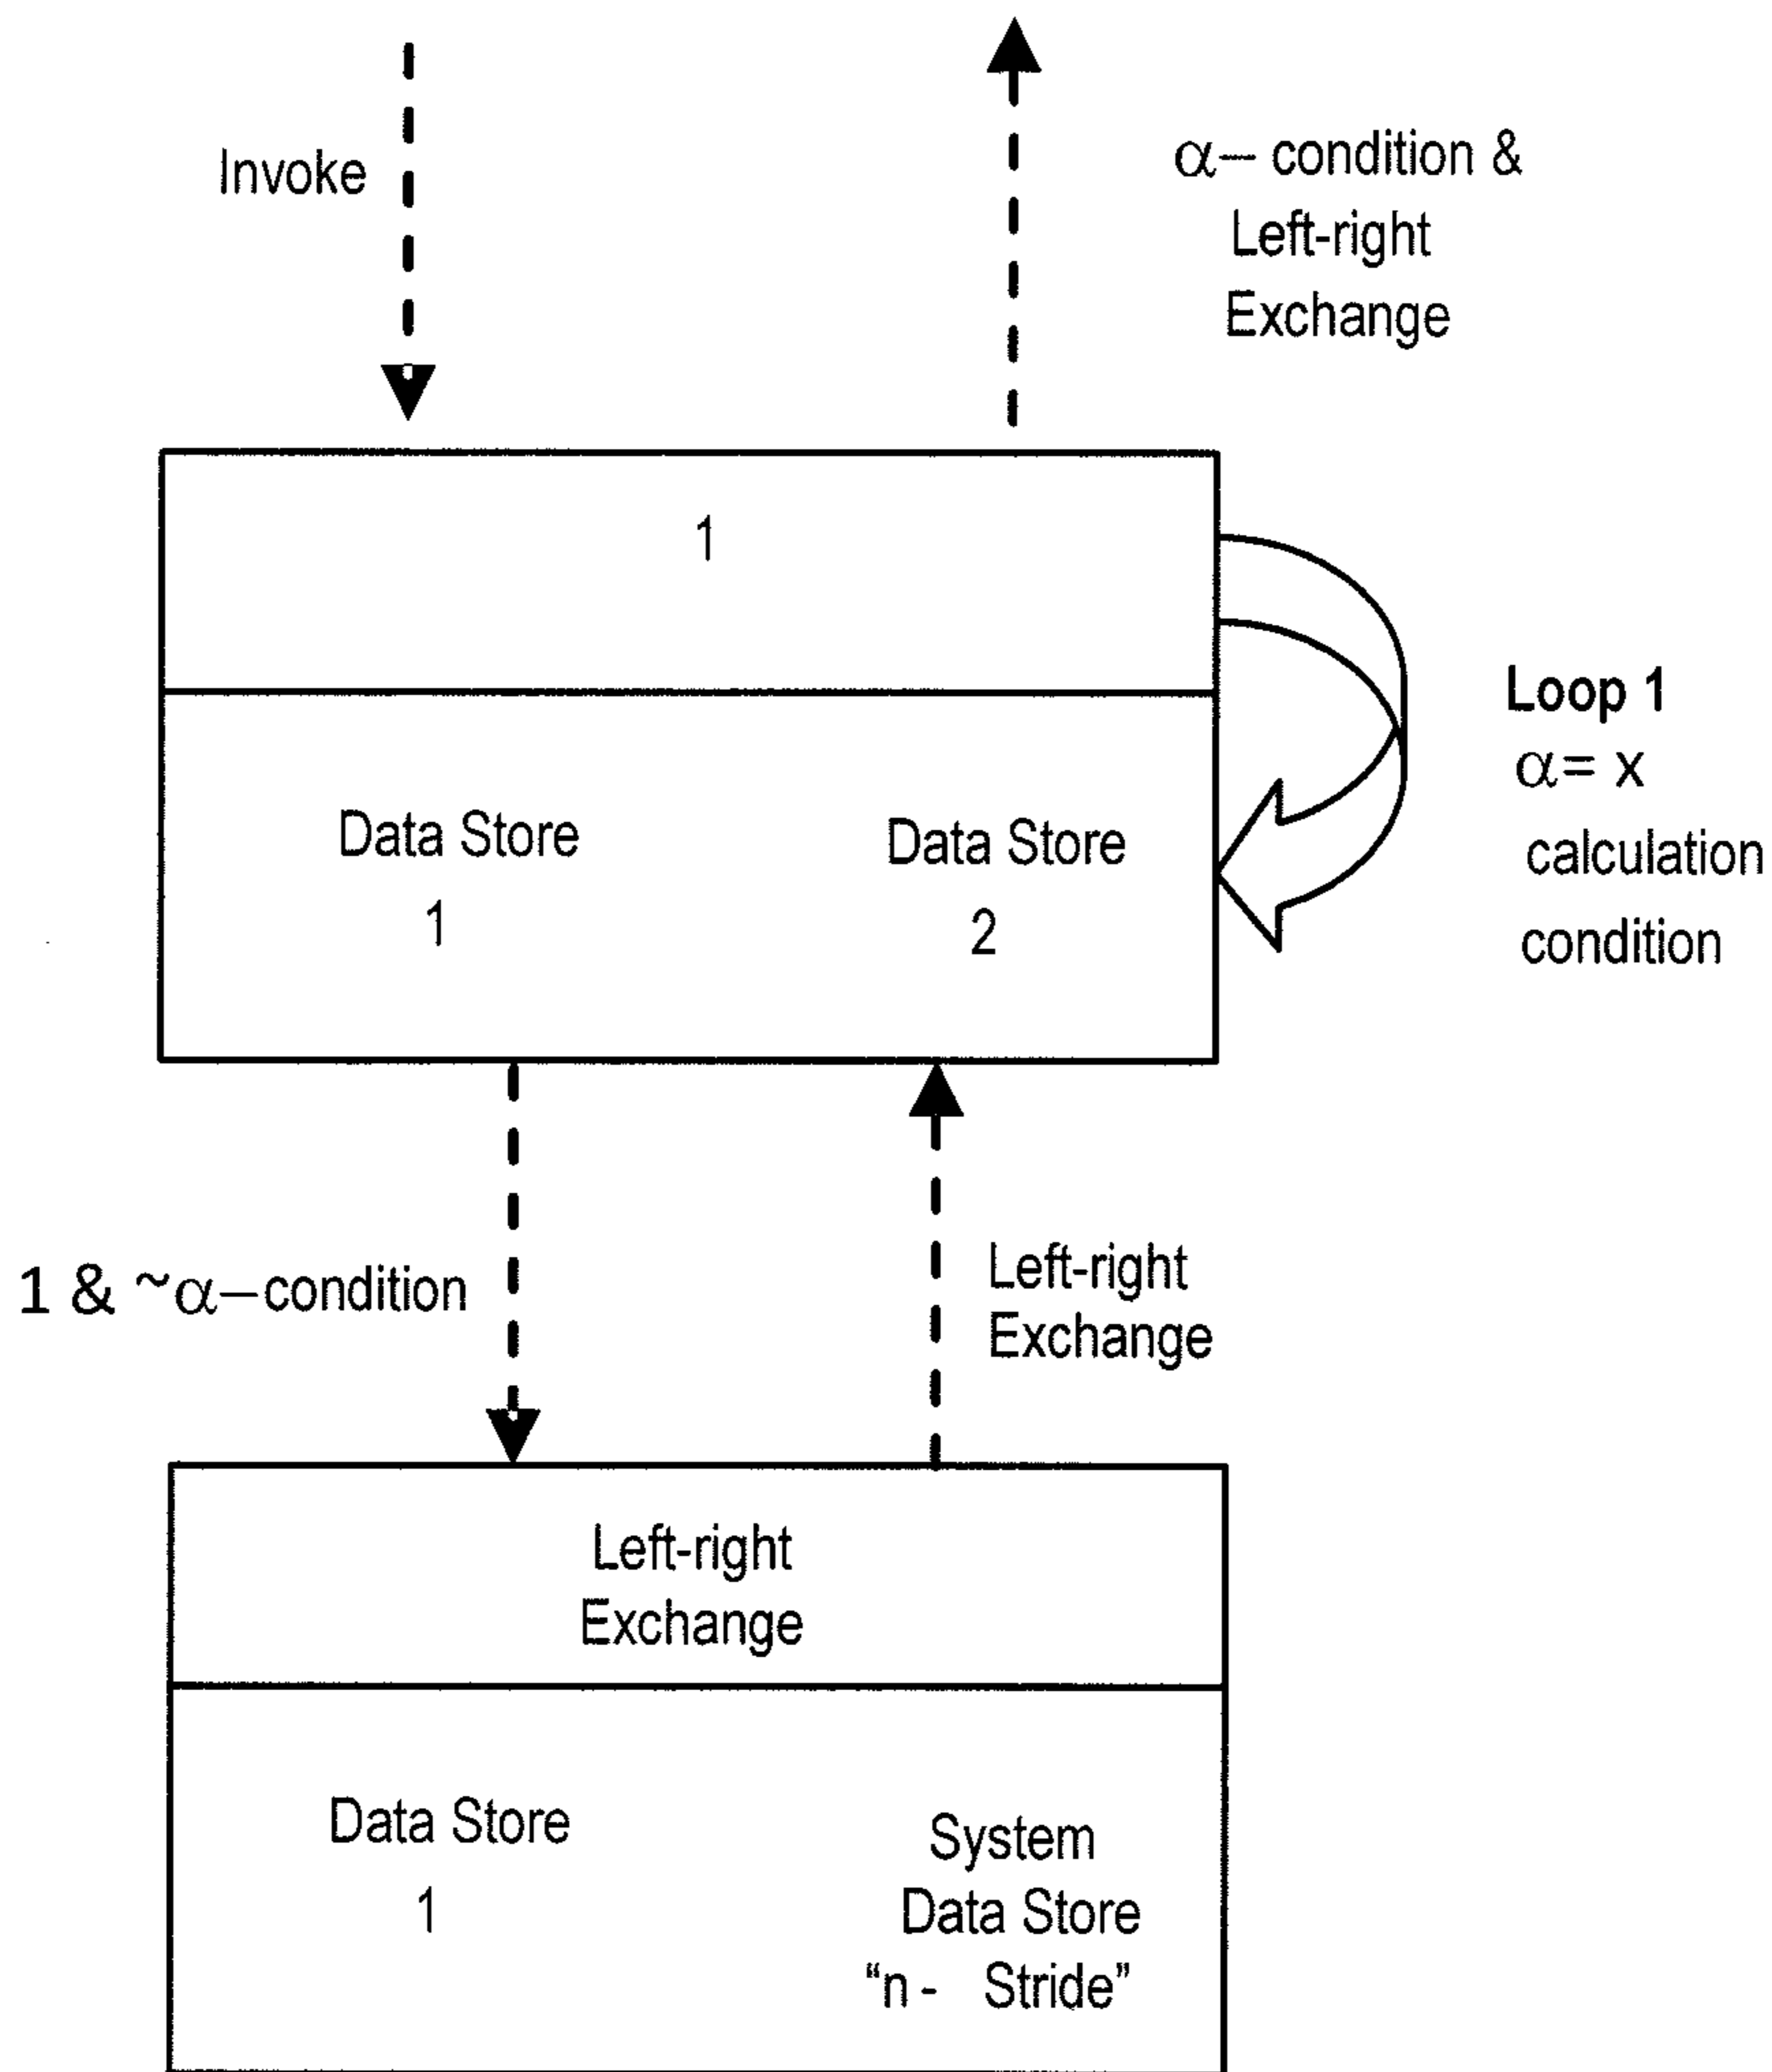 Invoke
α– condition &
Left-right
Exchange
1
Loop 1
α= x
calculation
condition
Data Store
1
Data Store
2
1 & ~α–condition
Left-right
Exchange
Left-right
Exchange
Data Store
1
System
Data Store
“n - Stride”